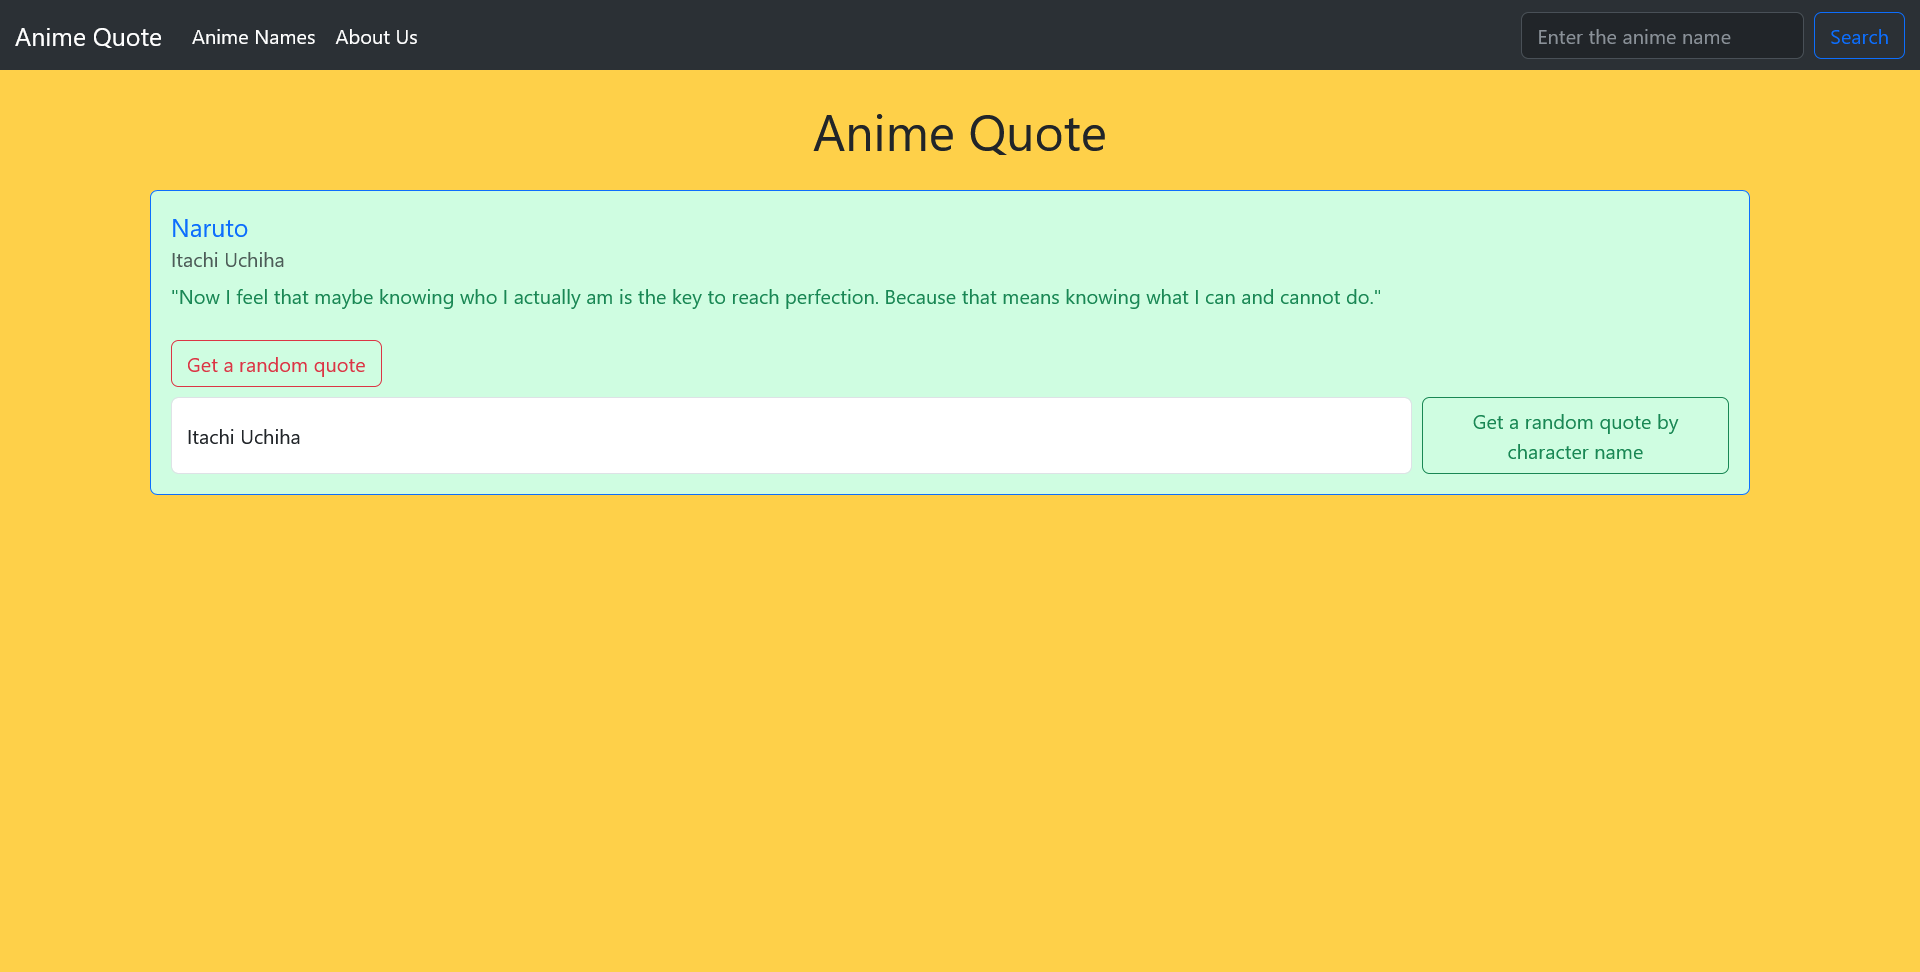 Anime Quote Anime Names About Us Enter the anime name Search
Anime Quote
Naruto
Itachi Uchiha
"Now I feel that maybe knowing who I actually am is the key to reach perfection. Because that means knowing what I can and cannot do."
Get a random quote
Itachi Uchiha
Get a random quote by
character name